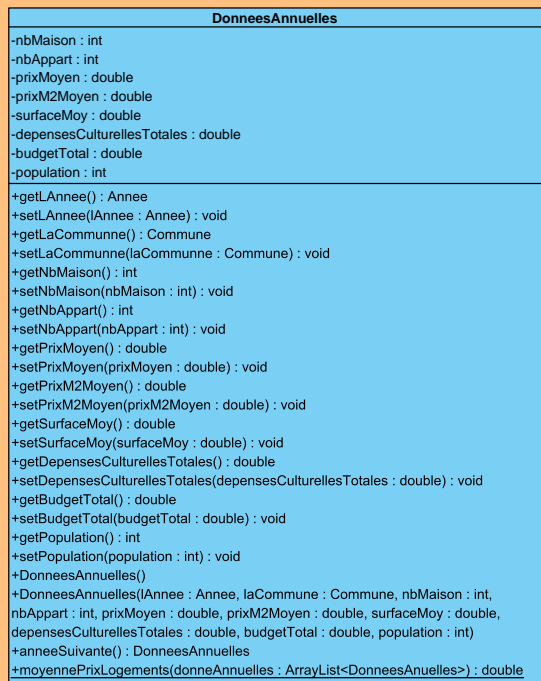 DonneesAnnuelles
-nbMaison : int
-nbAppart : int
-prixMoyen : double
-prixM2Moyen : double
-surfaceMoy : double
-depensesCulturellesTotales : double
-budgetTotal : double
-population : int
+getLAnnee() : Annee
+setLAnnee(lAnnee : Annee) : void
+getLaCommunne() : Commune
+setLaCommunne(laCommunne : Commune) : void
+getNbMaison() : int
+setNbMaison(nbMaison : int) : void
+getNbAppart() : int
+setNbAppart(nbAppart : int) : void
+getPrixMoyen() : double
+setPrixMoyen(prixMoyen : double) : void
+getPrixM2Moyen() : double
+setPrixM2Moyen(prixM2Moyen : double) : void
+getSurfaceMoy() : double
+setSurfaceMoy(surfaceMoy : double) : void
+getDepensesCulturellesTotales() : double
+setDepensesCulturellesTotales(depensesCulturellesTotales : double) : void
+getBudgetTotal() : double
+setBudgetTotal(budgetTotal : double) : void
+getPopulation() : int
+setPopulation(population : int) : void
+DonneesAnnuelles()
+DonneesAnnuelles(lAnnee : Annee, laCommune : Commune, nbMaison : int,
nbAppart : int, prixMoyen : double, prixM2Moyen : double, surfaceMoy : double,
depensesCulturellesTotales : double, budgetTotal : double, population : int)
+anneeSuivante() : DonneesAnnuelles
+moyennePrixLogements(donneAnnuelles : ArrayList<DonneesAnuelles>) : double